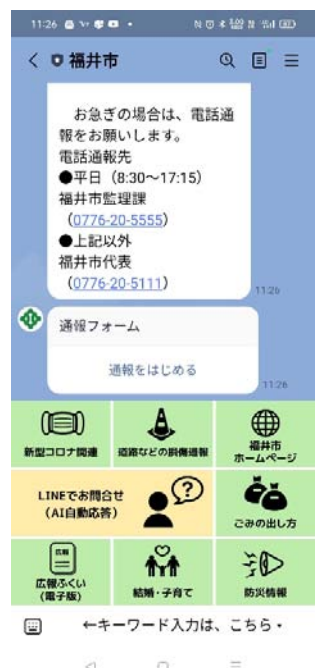 11:26
福井市
お急ぎの場合は、電話通
報をお願いします。
電話通報先
●平日（8:30～17:15）
福井市監理課
（0776-20-5555）
●上記以外
福井市代表
（0776-20-5111）
11:26
通報フォーム
通報をはじめる
11:26
新型コロナ関連
道路などの損傷通報
福井市
ホームページ
LINEでお問合せ
（AI自動応答）
ごみの出し方
広報
広報ふくい
（電子版）
結婚・子育て
防災情報
←キーワード入力は、こちら・